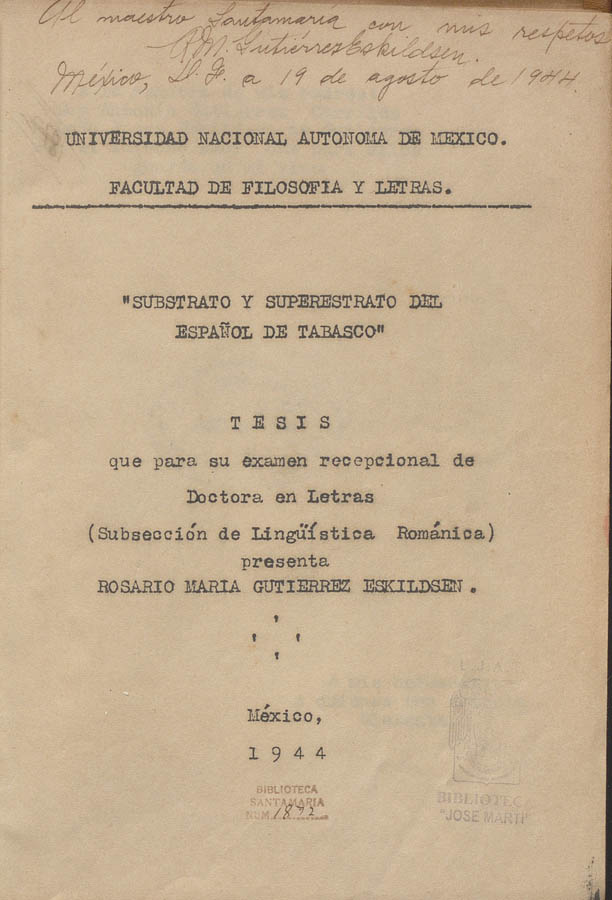 Al maestro Santamaría con mis respetos
R.M. Gutiérrez Eskildsen.
México, D. F. a 19 de agosto de 1944.
UNIVERSIDAD NACIONAL AUTONOMA DE MEXICO.
FACULTAD DE FILOSOFIA Y LETRAS.
"SUBSTRATO Y SUPERESTRATO DEL
ESPAÑOL DE TABASCO"
T E S I S
que para su examen recepcional de
Doctora en Letras
(Subsección de Lingüística Románica)
presenta
ROSARIO MARIA GUTIERREZ ESKILDSEN.
México,
1 9 4 4
BIBLIOTECA
SANTAMARIA
NUM. 1872
U.J.A.
BIBLIOTECA
"JOSE MARTI"